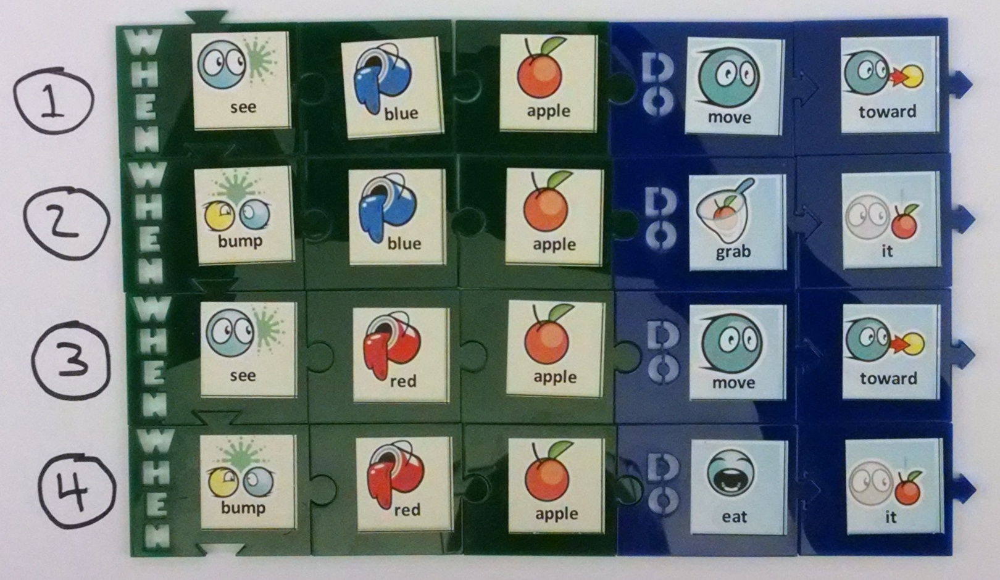 1 WHEN see blue apple DO move toward
2 WHEN bump blue apple DO grab it
3 WHEN see red apple DO move toward
4 WHEN bump red apple DO eat it